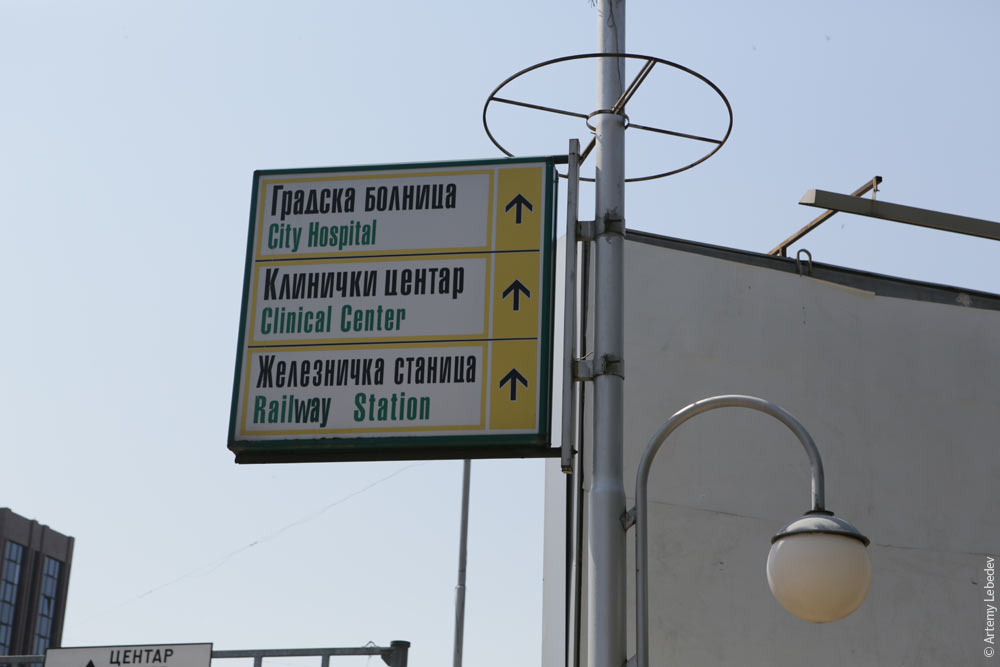 Градска болница
City Hospital
Клинички центар
Clinical Center
Железничка станица
Railway Station
ЦЕНТАР
© Artemy Lebedev